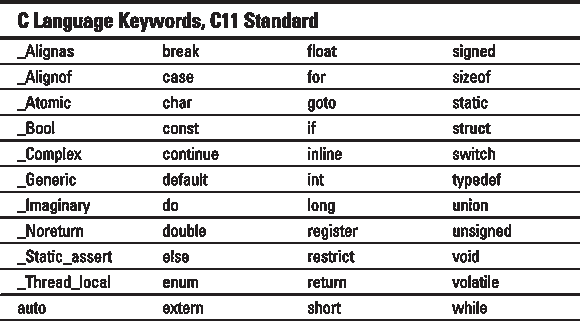 C Language Keywords, C11 Standard
_Alignas break float signed
_Alignof case for sizeof
_Atomic char goto static
_Bool const if struct
_Complex continue inline switch
_Generic default int typedef
_Imaginary do long union
_Noreturn double register unsigned
_Static_assert else restrict void
_Thread_local enum return volatile
auto extern short while